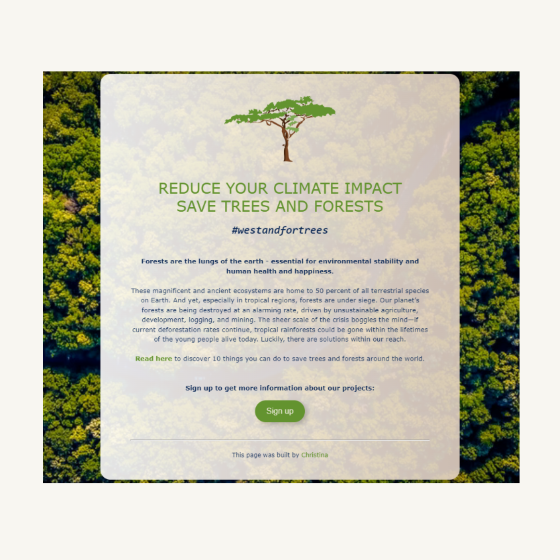 REDUCE YOUR CLIMATE IMPACT
SAVE TREES AND FORESTS
#westandfortrees
Forests are the lungs of the earth - essential for environmental stability and
human health and happiness.
These magnificent and ancient ecosystems are home to 50 percent of all terrestrial species
on Earth. And yet, especially in tropical regions, forests are under siege. Our planet's
forests are being destroyed at an alarming rate, driven by unsustainable agriculture,
development, logging, and mining. The sheer scale of the crisis boggles the mind—if
current deforestation rates continue, tropical rainforests could be gone within the lifetimes
of the young people alive today. Luckily, there are solutions within our reach.
Read here to discover 10 things you can do to save trees and forests around the world.
Sign up to get more information about our projects:
Sign up
This page was built by Christina